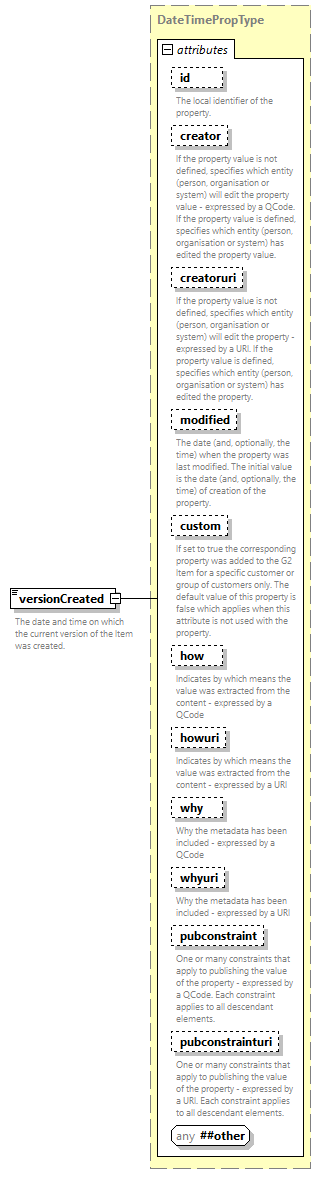 DateTimePropType
attributes
id
The local identifier of the
property.
creator
If the property value is not
defined, specifies which entity
(person, organisation or
system) will edit the property
value - expressed by a QCode.
If the property value is defined,
specifies which entity (person,
organisation or system) has
edited the property value.
creatoruri
If the property value is not
defined, specifies which entity
(person, organisation or
system) will edit the property -
expressed by a URI. If the
property value is defined,
specifies which entity (person,
organisation or system) has
edited the property.
modified
The date (and, optionally, the
time) when the property was
last modified. The initial value
is the date (and, optionally, the
time) of creation of the
property.
custom
If set to true the corresponding
property was added to the G2
Item for a specific customer or
group of customers only. The
default value of this property is
false which applies when this
attribute is not used with the
property.
versionCreated
The date and time on which
the current version of the Item
was created.
how
Indicates by which means the
value was extracted from the
content - expressed by a
QCode
howuri
Indicates by which means the
value was extracted from the
content - expressed by a URI
why
Why the metadata has been
included - expressed by a
QCode
whyuri
Why the metadata has been
included - expressed by a URI
pubconstraint
One or many constraints that
apply to publishing the value
of the property - expressed by
a QCode. Each constraint
applies to all descendant
elements.
pubconstrainturi
One or many constraints that
apply to publishing the value
of the property - expressed by
a URI. Each constraint applies
to all descendant elements.
any ##other